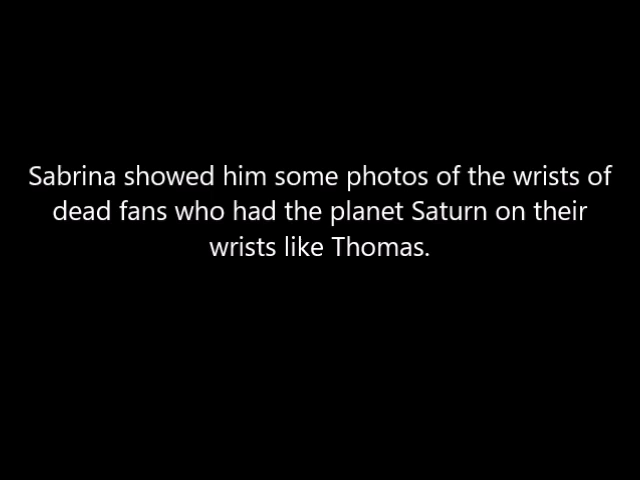 Sabrina showed him some photos of the wrists of
dead fans who had the planet Saturn on their
wrists like Thomas.